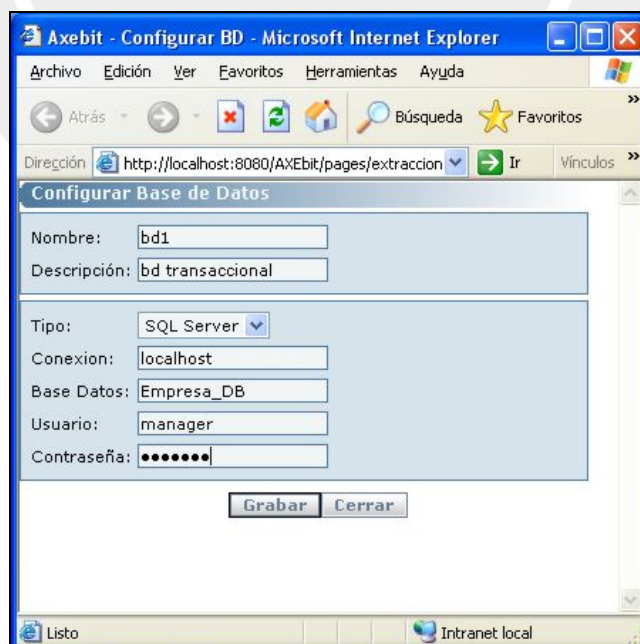 Axebit - Configurar BD - Microsoft Internet Explorer
Archivo Edición Ver Favoritos Herramientas Ayuda
Atrás Búsqueda Favoritos »
Dirección http://localhost:8080/AXEbit/pages/extraccion Ir Vínculos »
Configurar Base de Datos
Nombre: bd1
Descripción: bd transaccional
Tipo: SQL Server
Conexion: localhost
Base Datos: Empresa_DB
Usuario: manager
Contraseña: •••••••
Grabar Cerrar
Listo Intranet local